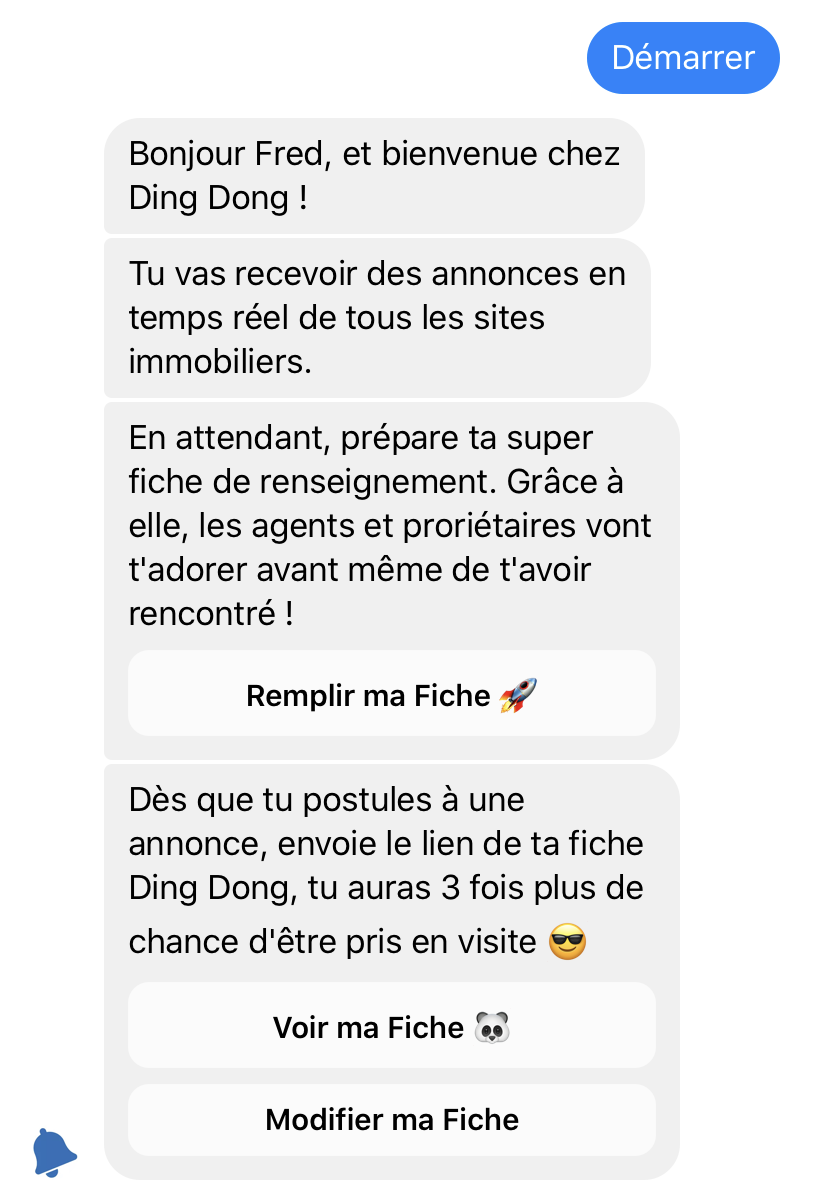 Démarrer
Bonjour Fred, et bienvenue chez
Ding Dong !
Tu vas recevoir des annonces en
temps réel de tous les sites
immobiliers.
En attendant, prépare ta super
fiche de renseignement. Grâce à
elle, les agents et proriétaires vont
t'adorer avant même de t'avoir
rencontré !
Remplir ma Fiche 🚀
Dès que tu postules à une
annonce, envoie le lien de ta fiche
Ding Dong, tu auras 3 fois plus de
chance d'être pris en visite 😎
Voir ma Fiche 🐼
Modifier ma Fiche